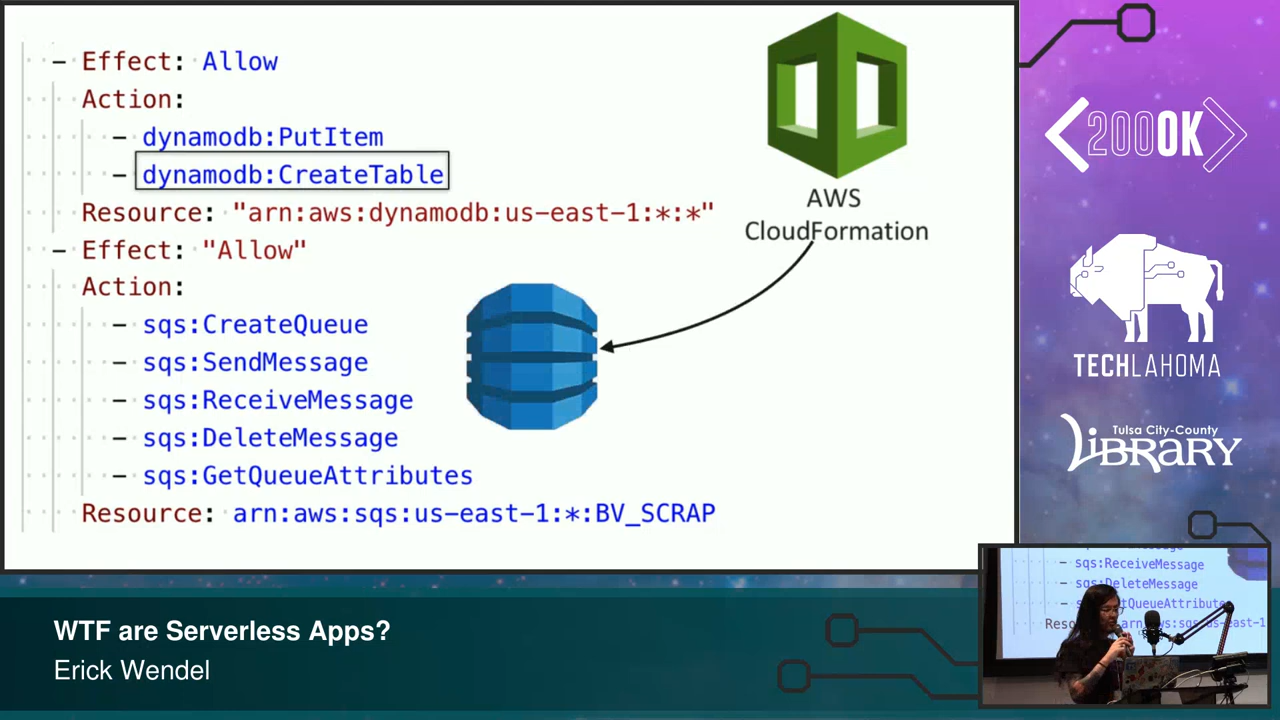 - Effect: Allow
Action:
- dynamodb:PutItem
- dynamodb:CreateTable
Resource: "arn:aws:dynamodb:us-east-1:*:*"
- Effect: "Allow"
Action:
- sqs:CreateQueue
- sqs:SendMessage
- sqs:ReceiveMessage
- sqs:DeleteMessage
- sqs:GetQueueAttributes
Resource: arn:aws:sqs:us-east-1:*:BV_SCRAP
AWS
CloudFormation
<200OK>
TECHLAHOMA
Tulsa City-County
LIBRARY
WTF are Serverless Apps?
Erick Wendel
- sqs:ReceiveMessage
- sqs:DeleteMessage